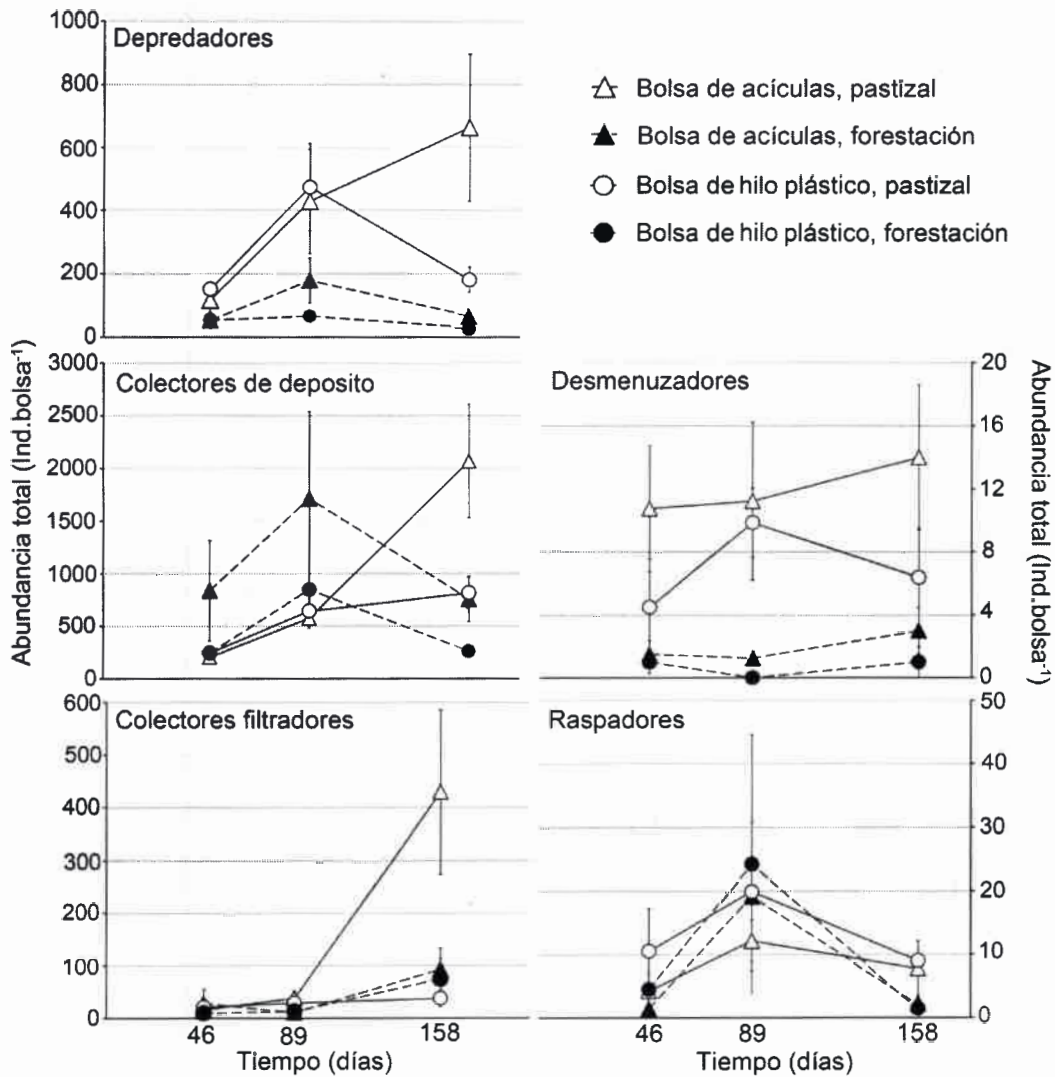 Depredadores
1000
800
600
400
200
0
Bolsa de acículas, pastizal
Bolsa de acículas, forestación
Bolsa de hilo plástico, pastizal
Bolsa de hilo plástico, forestación
Abundancia total (Ind.bolsa-1)
Colectores de deposito
3000
2500
2000
1500
1000
500
0
Desmenuzadores
20
16
12
8
4
0
Abundancia total (Ind.bolsa-1)
Colectores filtradores
600
500
400
300
200
100
0
46 89 158
Tiempo (días)
Raspadores
50
40
30
20
10
0
46 89 158
Tiempo (días)